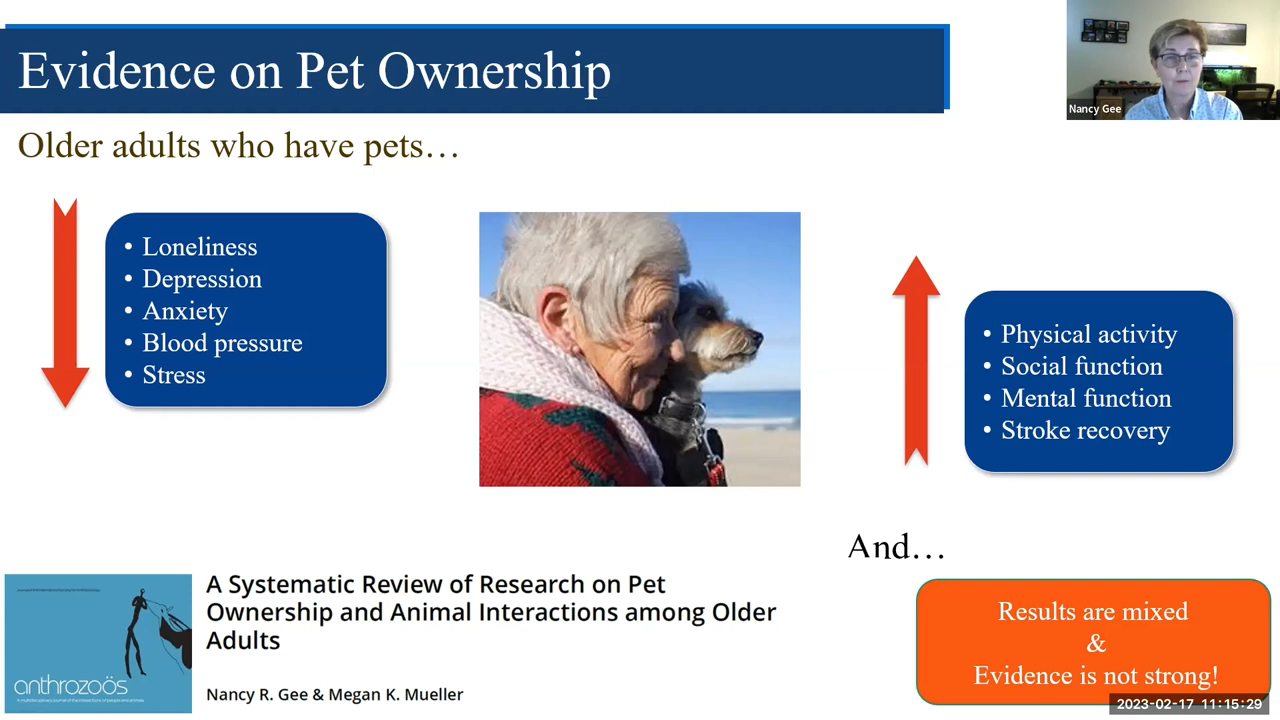 Evidence on Pet Ownership
Nancy Gee
Older adults who have pets…
• Loneliness
• Depression
• Anxiety
• Blood pressure
• Stress
• Physical activity
• Social function
• Mental function
• Stroke recovery
And…
Results are mixed
&
Evidence is not strong!
A Systematic Review of Research on Pet
Ownership and Animal Interactions among Older
Adults
Nancy R. Gee & Megan K. Mueller
anthrozoös
2023-02-17 11:15:29